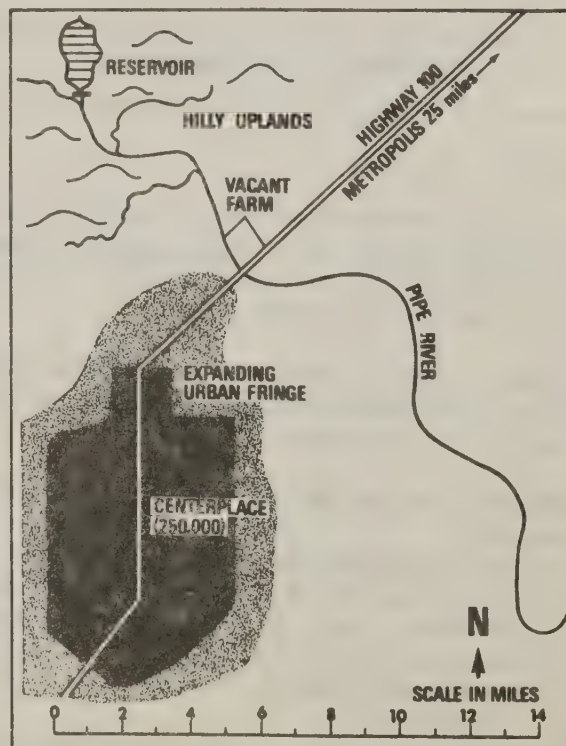 RESERVOIR
HILLY UPLANDS
HIGHWAY 100
METROPOLIS 25 miles
VACANT
FARM
PIPE RIVER
EXPANDING
URBAN FRINGE
CENTERPLACE
(250,000)
N
SCALE IN MILES
0 2 4 6 8 10 12 14